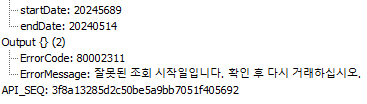 startDate: 20245689
endDate: 20240514
Output {} (2)
ErrorCode: 80002311
ErrorMessage: 잘못된 조회 시작일입니다. 확인 후 다시 거래하십시오.
API_SEQ: 3f8a13285d2c50be5a9bb7051f405692